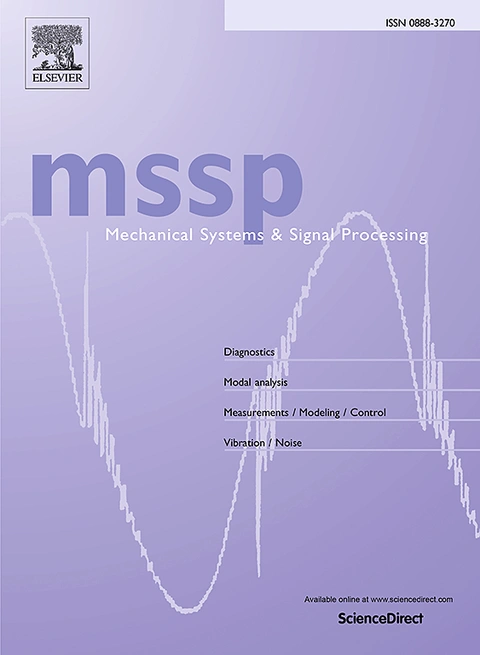 ISSN 0888-3270
ELSEVIER
mssp
Mechanical Systems & Signal Processing
Diagnostics
Modal analysis
Measurements / Modeling / Control
Vibration / Noise
Available online at www.sciencedirect.com
ScienceDirect